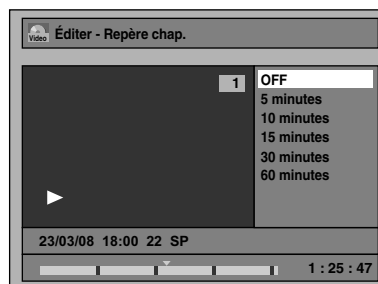 Video
Éditer - Repère chap.
1
OFF
5 minutes
10 minutes
15 minutes
30 minutes
60 minutes
23/03/08 18:00 22 SP
1 : 25 : 47